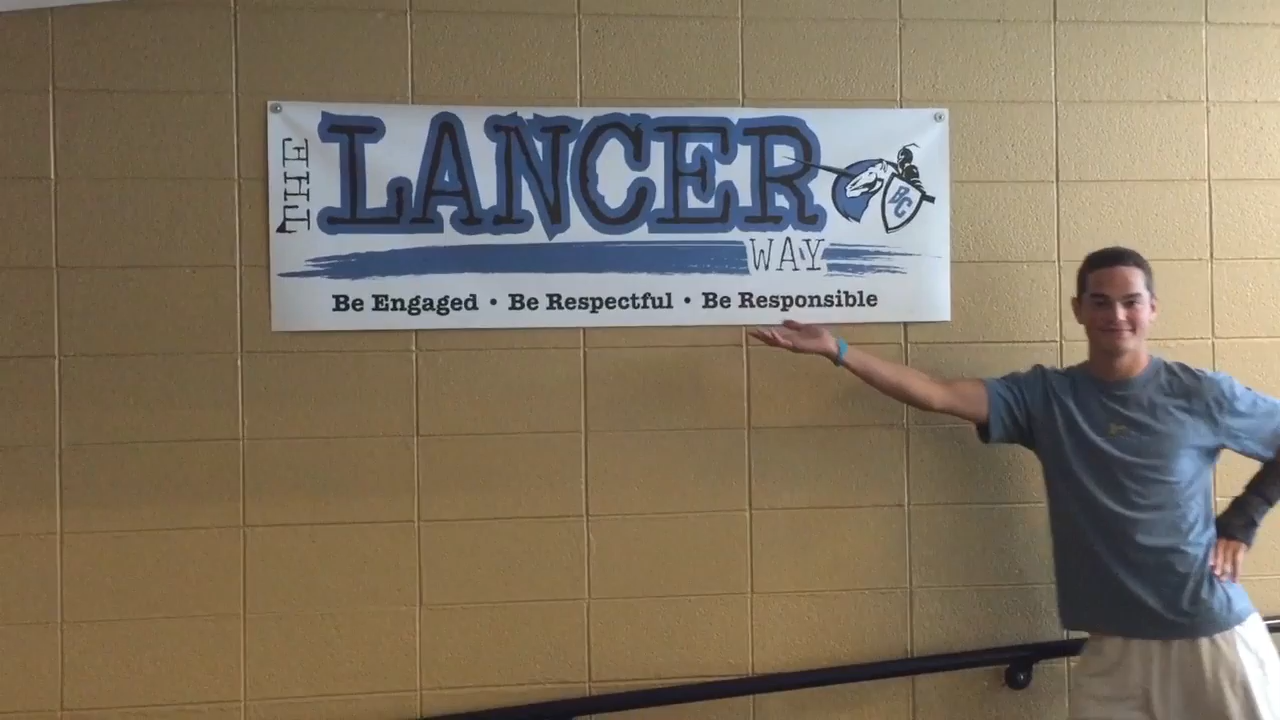 THE
LANCER
BC
WAY
Be Engaged • Be Respectful • Be Responsible